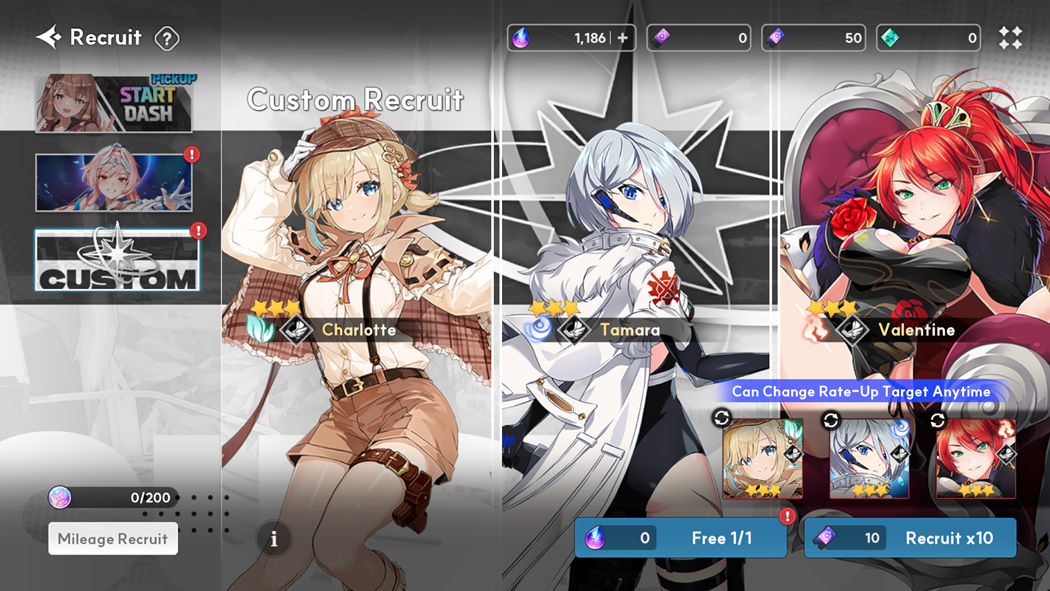 Recruit ?
1,186 +
0
50
0
PICKUP
START
DASH
Custom Recruit
!
!
CUSTOM
Charlotte
Tamara
Valentine
Can Change Rate-Up Target Anytime
0/200
Mileage Recruit
i
0 Free 1/1
!
10 Recruit x10